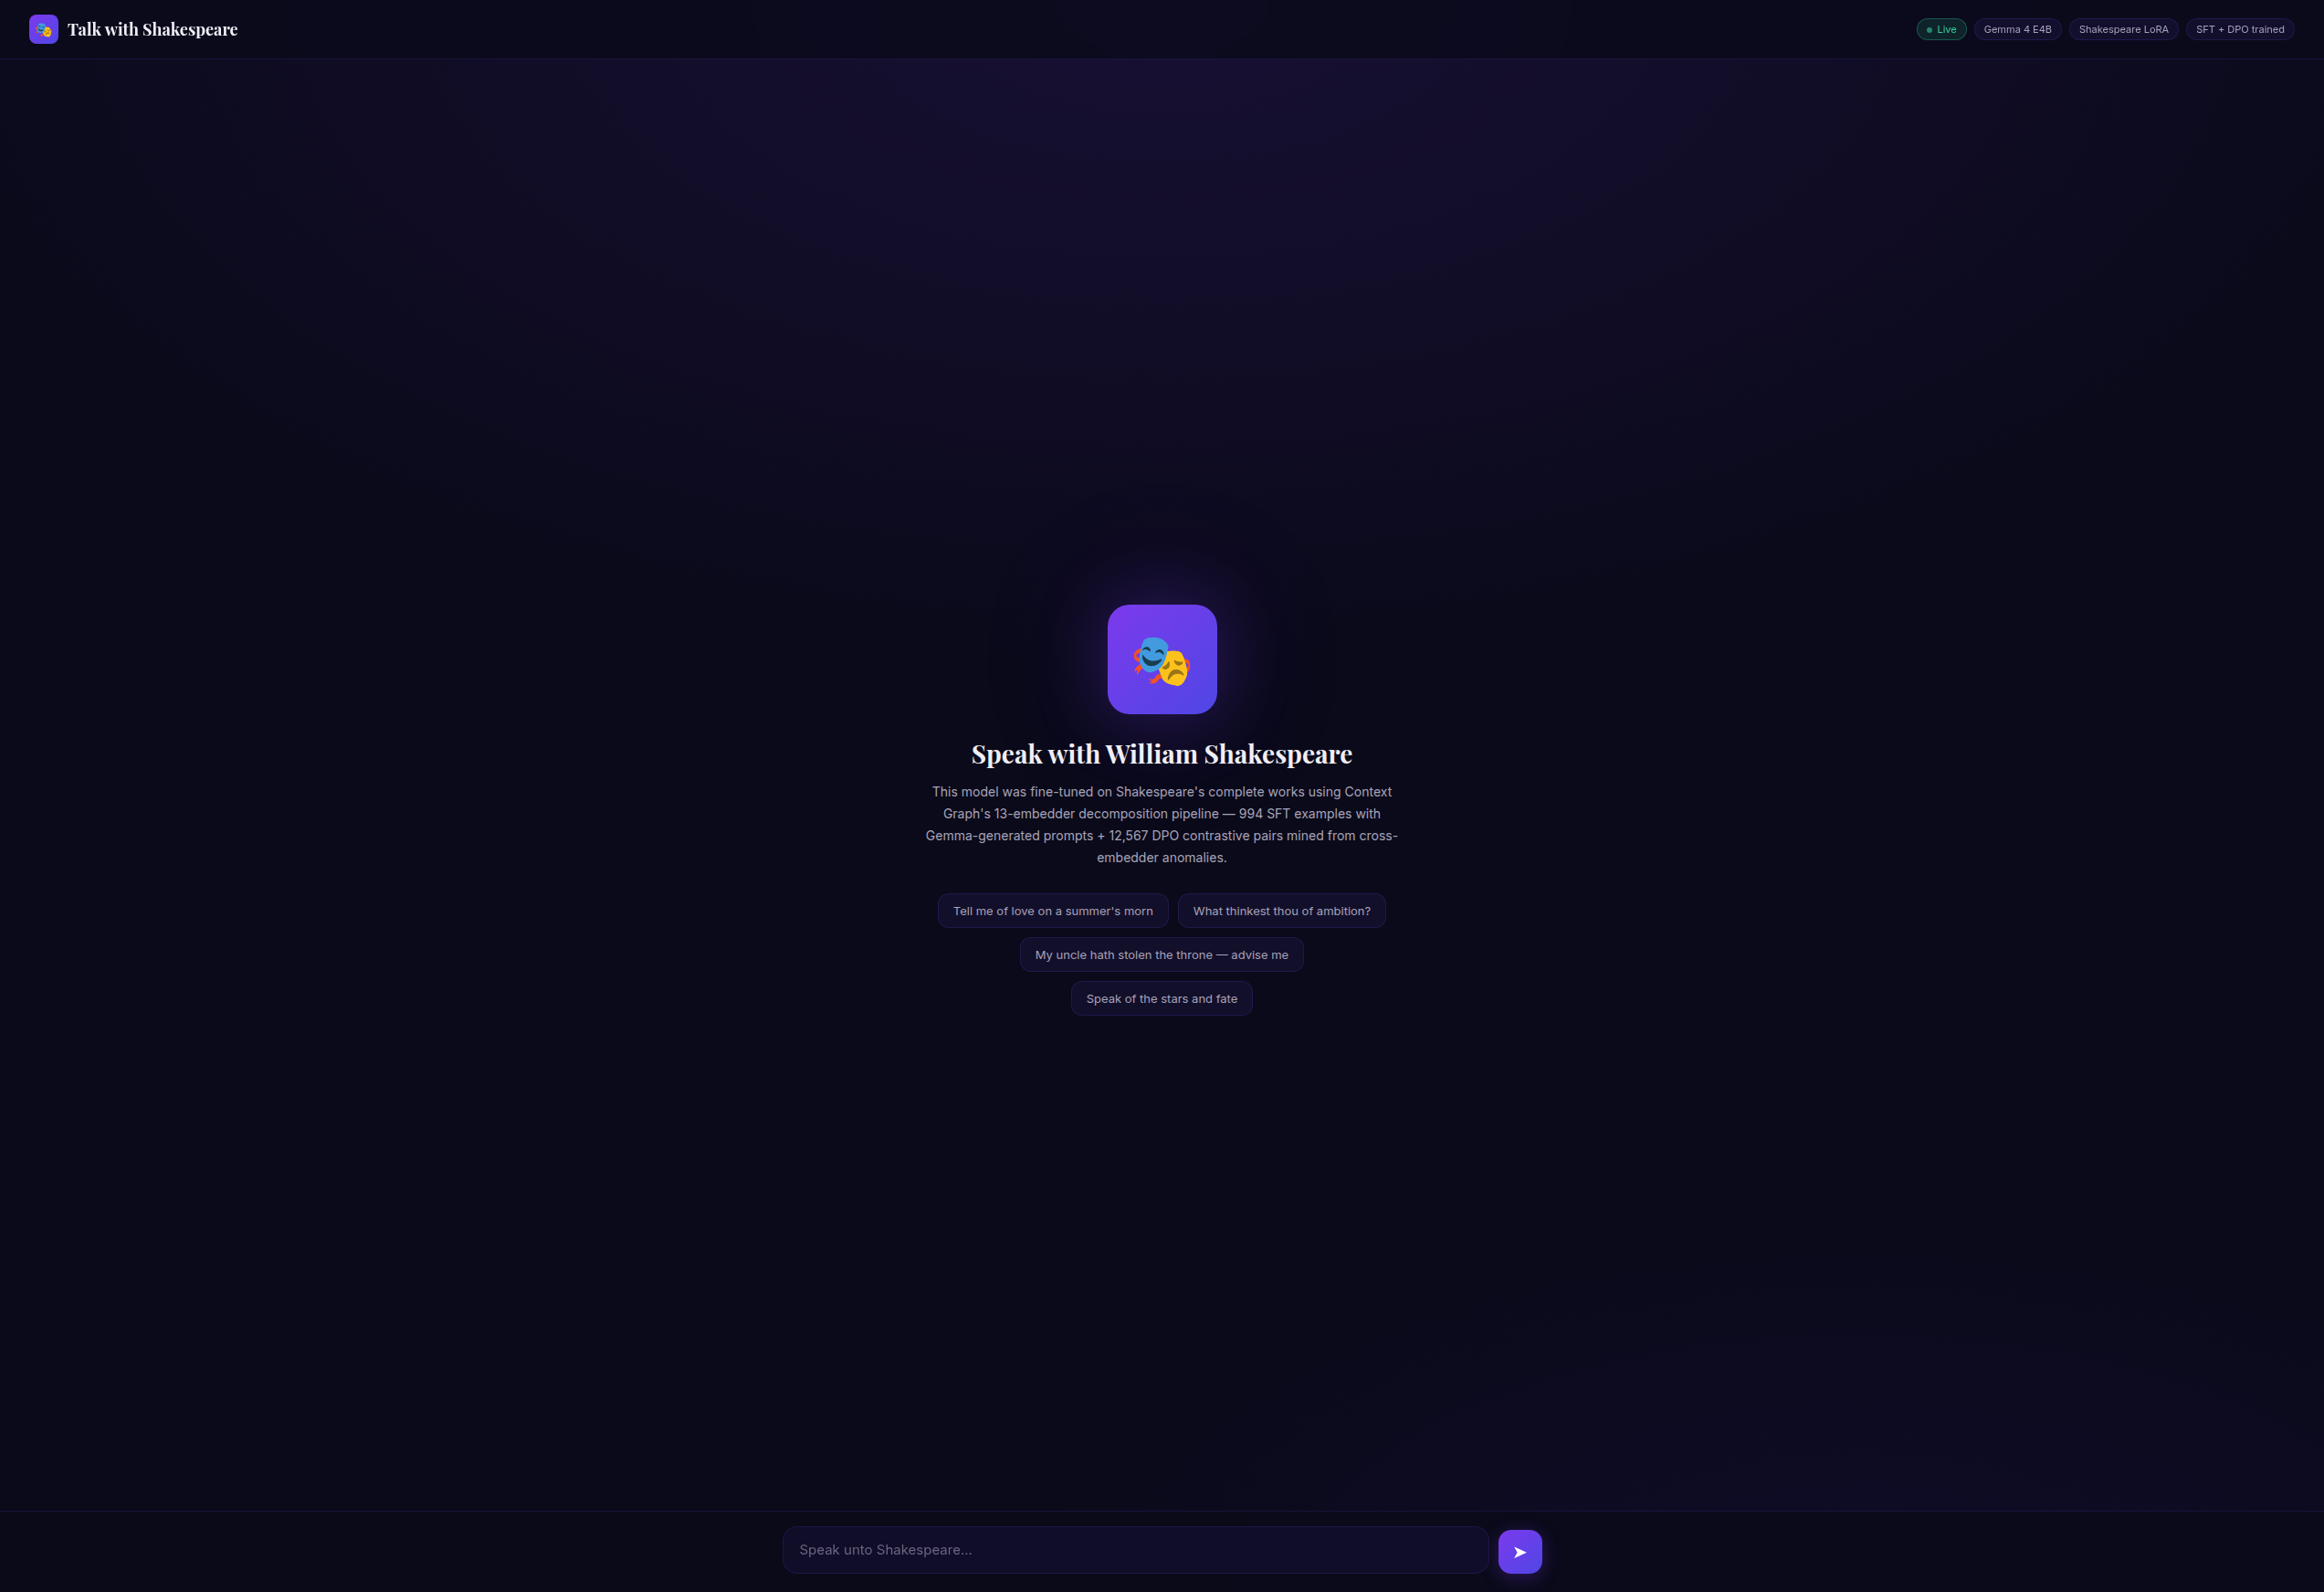 Talk with Shakespeare
Live
Gemma 4 E4B
Shakespeare LoRA
SFT + DPO trained
Speak with William Shakespeare
This model was fine-tuned on Shakespeare's complete works using Context
Graph's 13-embedder decomposition pipeline — 994 SFT examples with
Gemma-generated prompts + 12,567 DPO contrastive pairs mined from cross-
embedder anomalies.
Tell me of love on a summer's morn
What thinkest thou of ambition?
My uncle hath stolen the throne — advise me
Speak of the stars and fate
Speak unto Shakespeare...